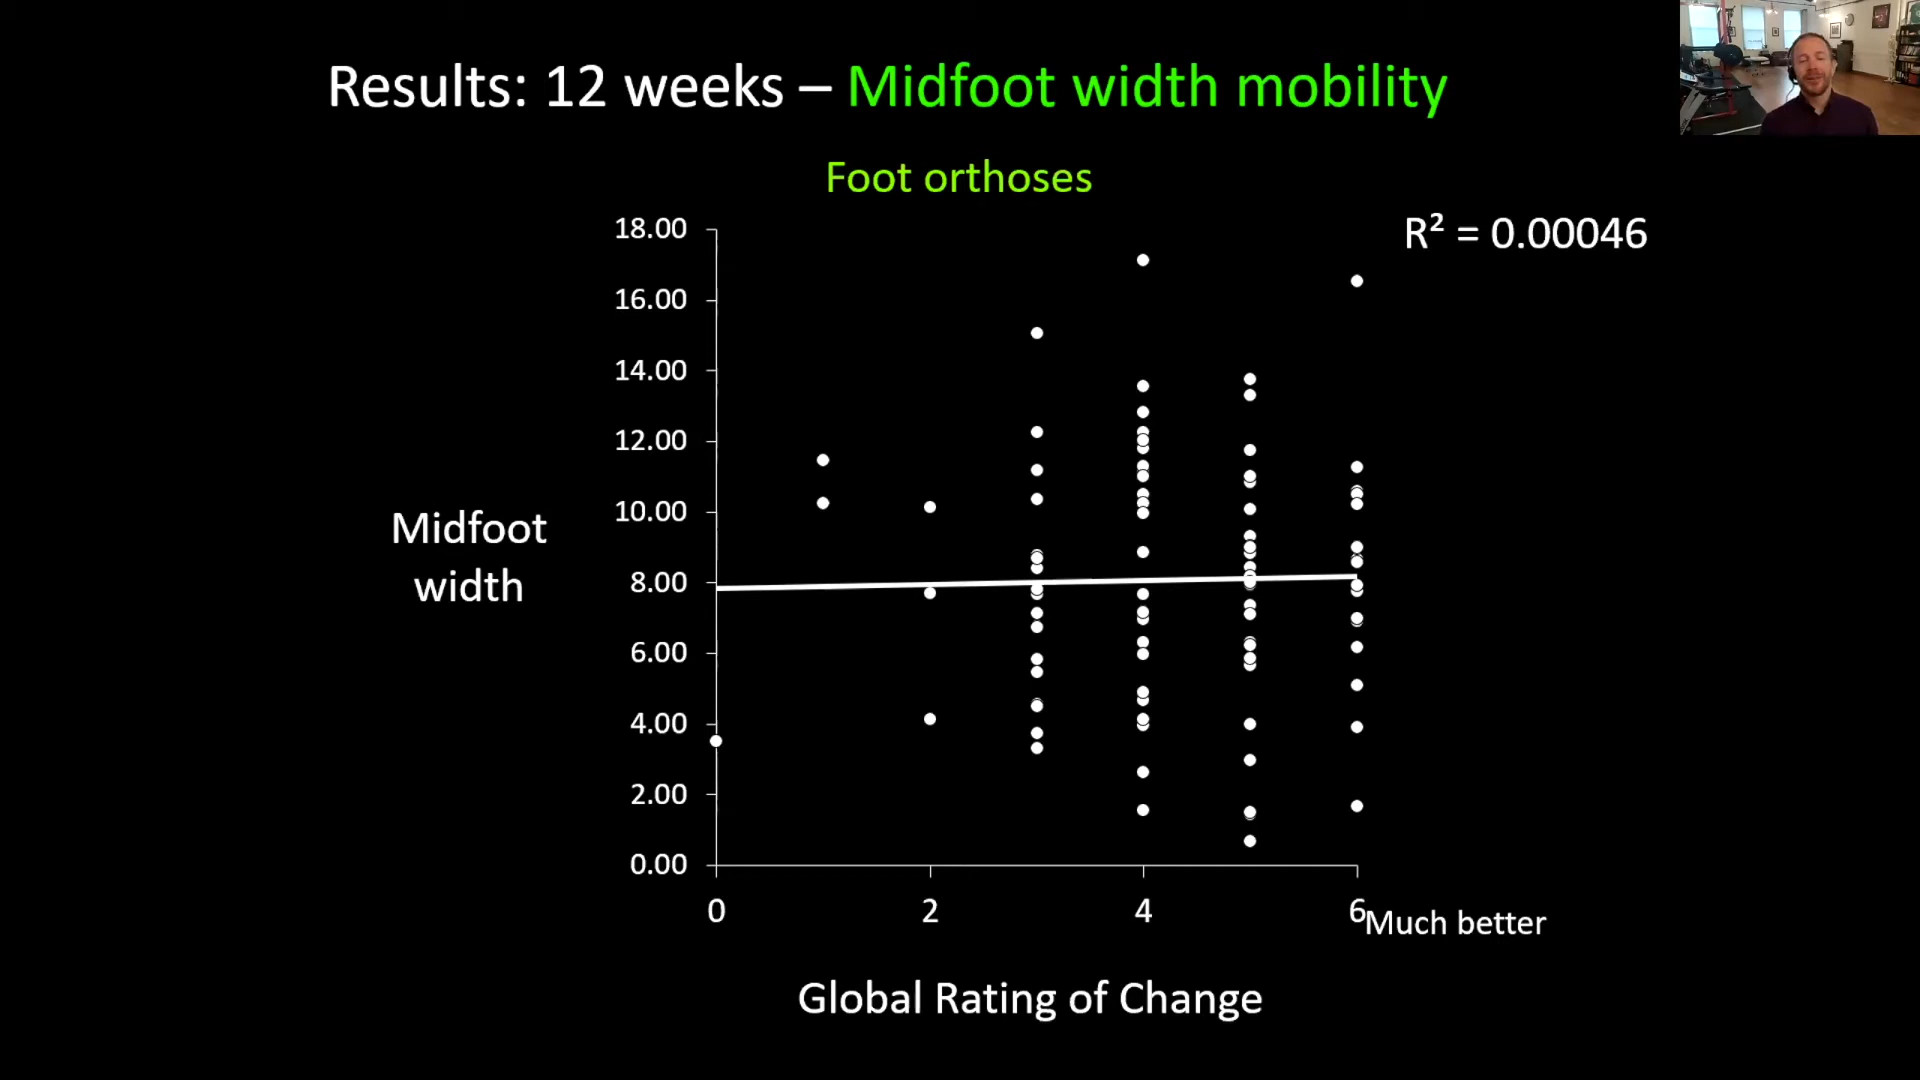 Results: 12 weeks – Midfoot width mobility
Foot orthoses
R² = 0.00046
18.00
16.00
14.00
12.00
10.00
8.00
6.00
4.00
2.00
0.00
Midfoot
width
0 2 4 6
Much better
Global Rating of Change